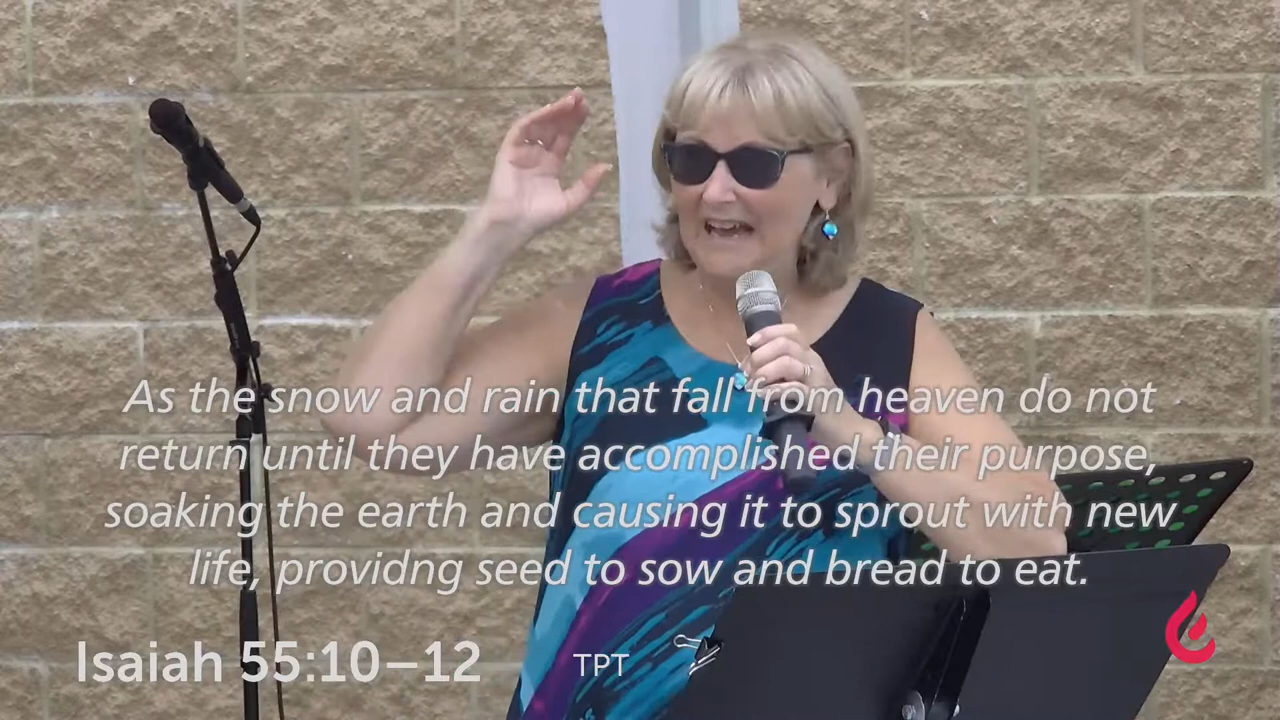 As the snow and rain that fall from heaven do not
return until they have accomplished their purpose,
soaking the earth and causing it to sprout with new
life, providng seed to sow and bread to eat.
Isaiah 55:10–12 TPT